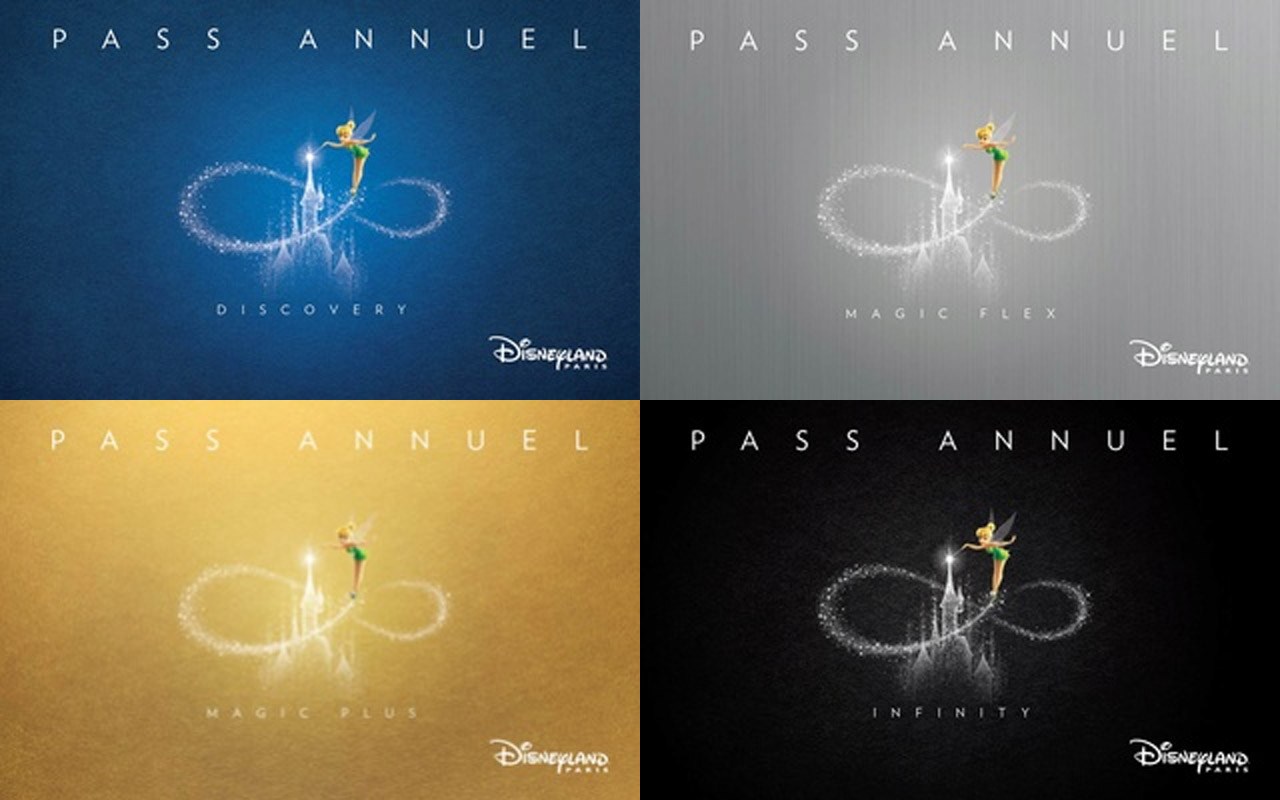 PASS ANNUEL
DISCOVERY
DISNEYLAND
PARIS
PASS ANNUEL
MAGIC FLEX
DISNEYLAND
PARIS
PASS ANNUEL
MAGIC PLUS
DISNEYLAND
PARIS
PASS ANNUEL
INFINITY
DISNEYLAND
PARIS